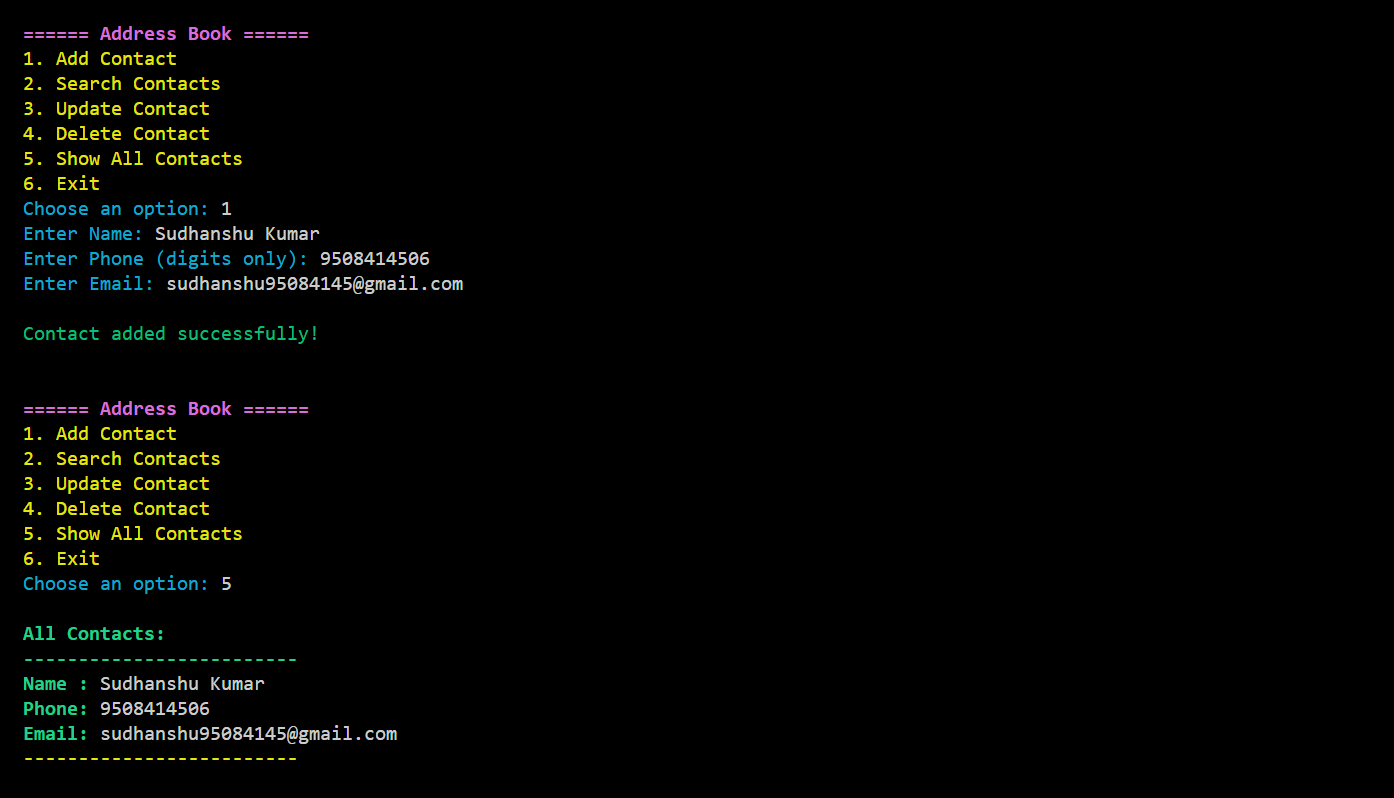 ====== Address Book ======
1. Add Contact
2. Search Contacts
3. Update Contact
4. Delete Contact
5. Show All Contacts
6. Exit
Choose an option: 1
Enter Name: Sudhanshu Kumar
Enter Phone (digits only): 9508414506
Enter Email: sudhanshu95084145@gmail.com
Contact added successfully!
====== Address Book ======
1. Add Contact
2. Search Contacts
3. Update Contact
4. Delete Contact
5. Show All Contacts
6. Exit
Choose an option: 5
All Contacts:
-------------------------
Name : Sudhanshu Kumar
Phone: 9508414506
Email: sudhanshu95084145@gmail.com
-------------------------